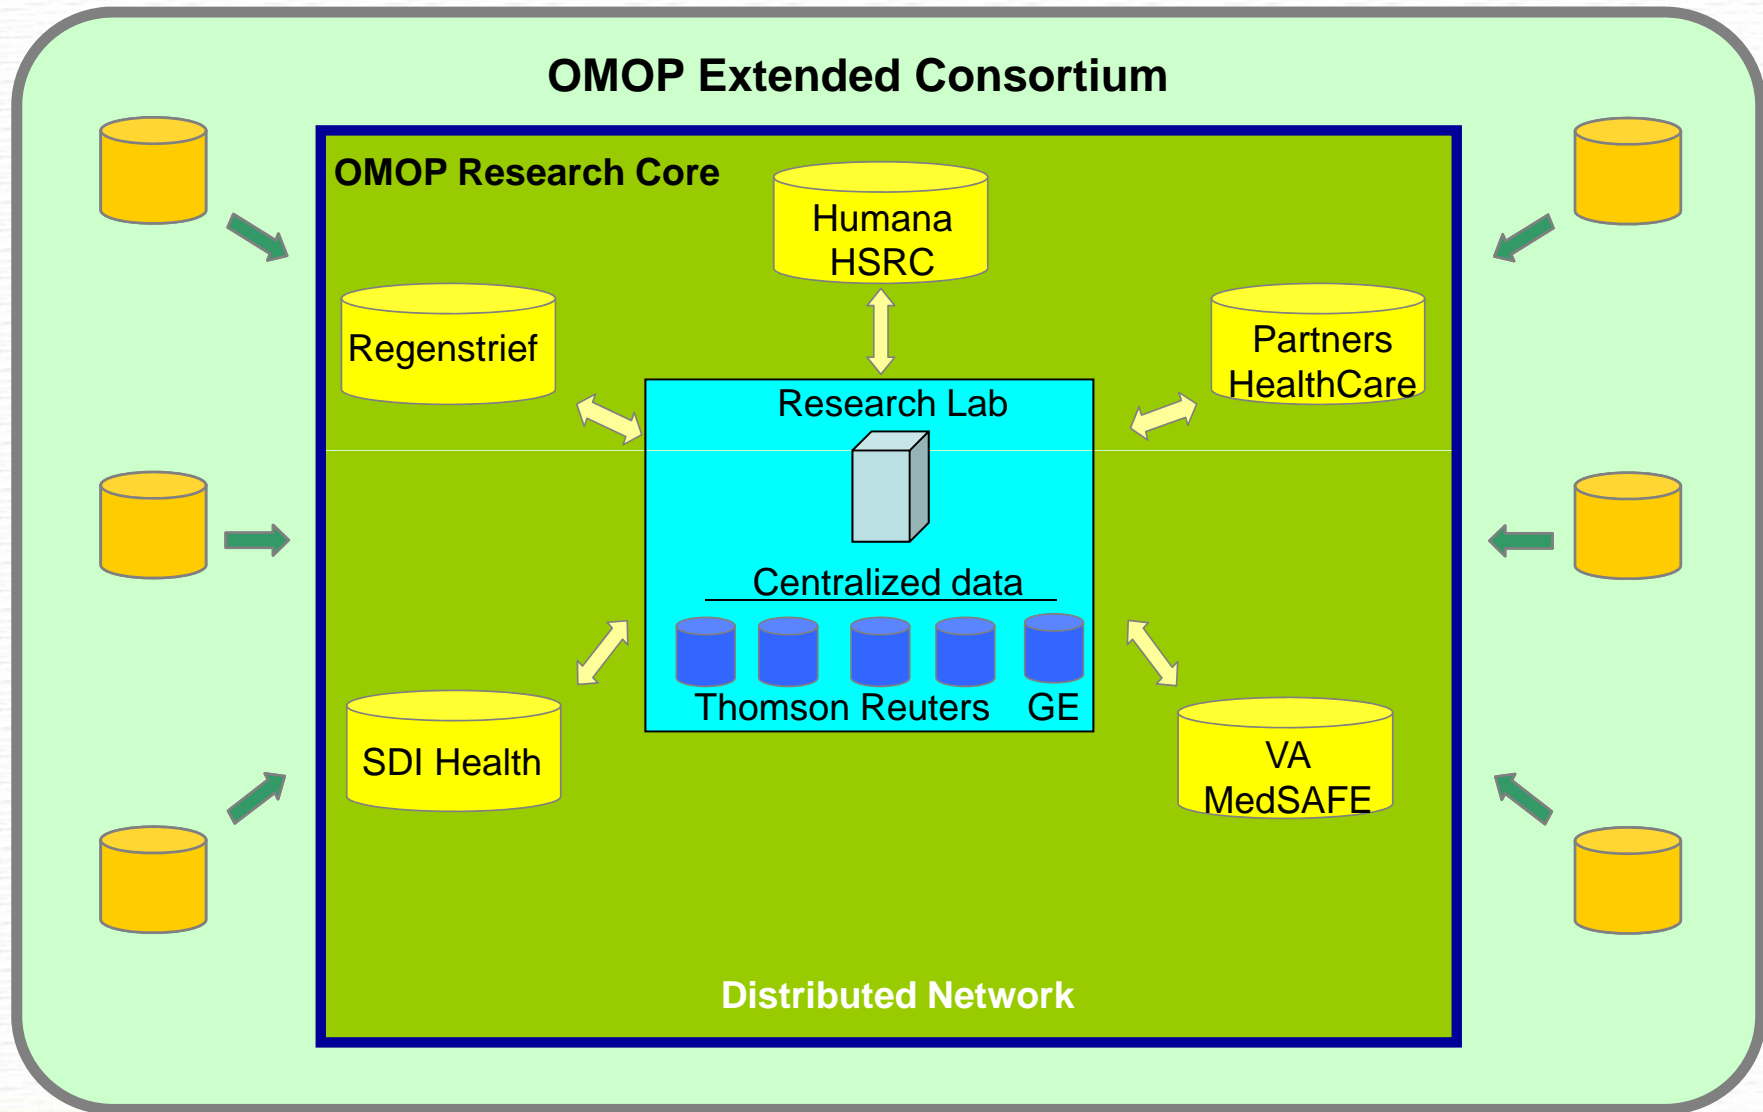 OMOP Extended Consortium
OMOP Research Core
Humana
HSRC
Regenstrief
Partners
HealthCare
Research Lab
Centralized data
Thomson Reuters
GE
SDI Health
VA
MedSAFE
Distributed Network